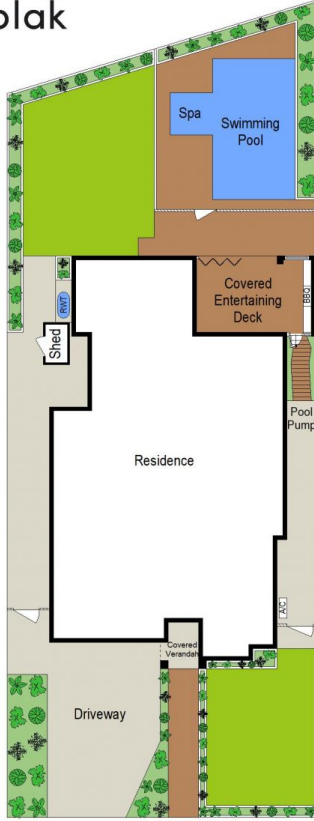 olak
Spa
Swimming
Pool
Covered
Entertaining
Deck
BBQ
RWT
Shed
Pool
Pump
Residence
A/C
Covered
Verandah
Driveway